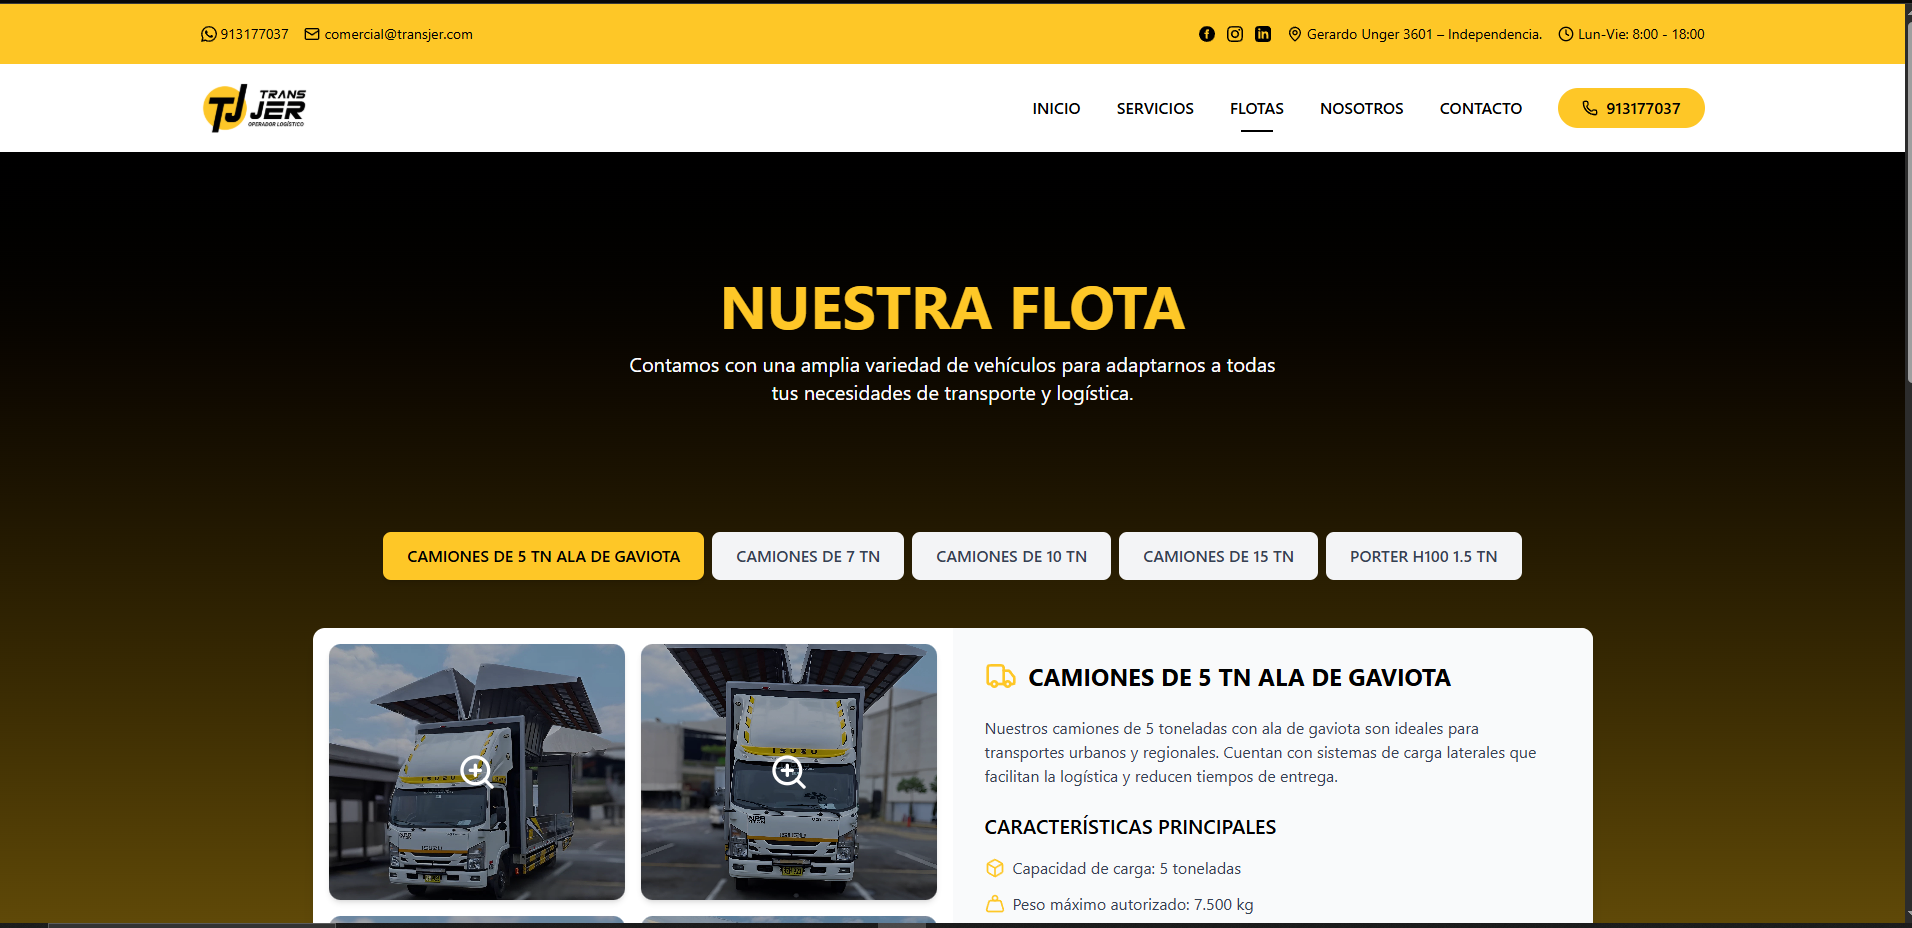 913177037 comercial@transjer.com Gerardo Unger 3601 – Independencia. Lun-Vie: 8:00 - 18:00
TJ TRANS JER
OPERADOR LOGÍSTICO
INICIO SERVICIOS FLOTAS NOSOTROS CONTACTO 913177037
NUESTRA FLOTA
Contamos con una amplia variedad de vehículos para adaptarnos a todas
tus necesidades de transporte y logística.
CAMIONES DE 5 TN ALA DE GAVIOTA CAMIONES DE 7 TN CAMIONES DE 10 TN CAMIONES DE 15 TN PORTER H100 1.5 TN
ISUZU
ISUZU
ISUZU
ISUZU
CAMIONES DE 5 TN ALA DE GAVIOTA
Nuestros camiones de 5 toneladas con ala de gaviota son ideales para
transportes urbanos y regionales. Cuentan con sistemas de carga laterales que
facilitan la logística y reducen tiempos de entrega.
CARACTERÍSTICAS PRINCIPALES
Capacidad de carga: 5 toneladas
Peso máximo autorizado: 7.500 kg